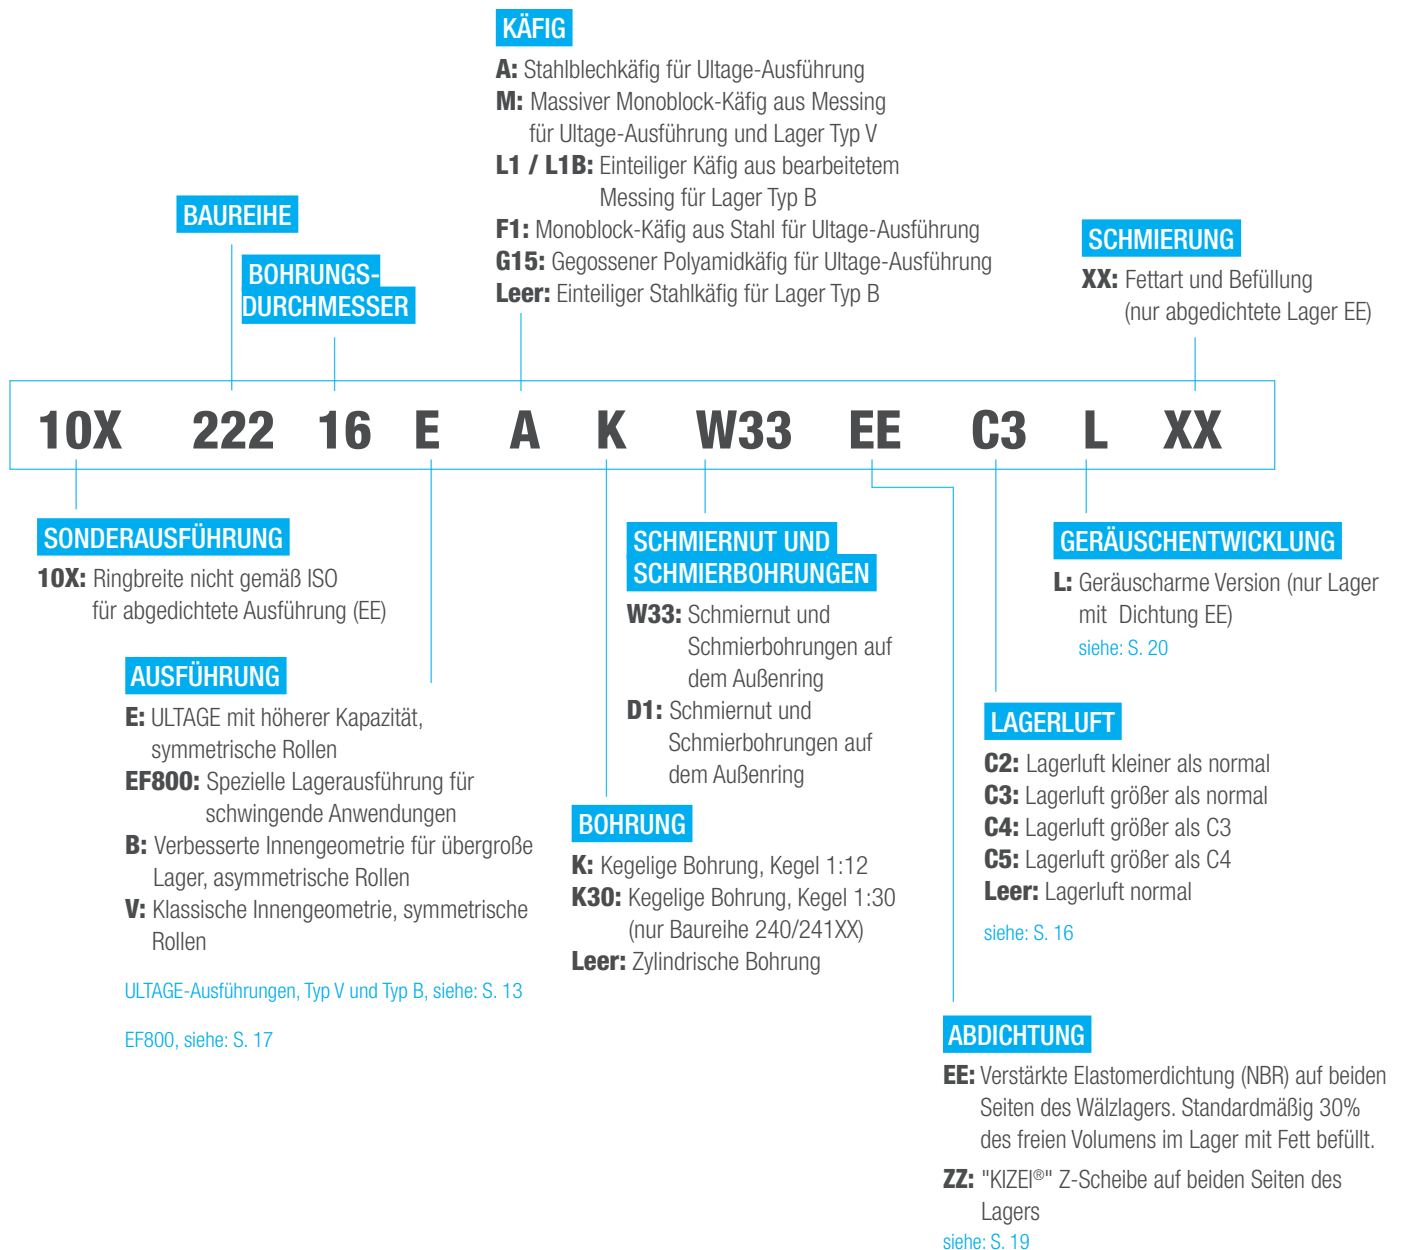 KÄFIG
A: Stahlblechkäfig für Ultage-Ausführung
M: Massiver Monoblock-Käfig aus Messing
für Ultage-Ausführung und Lager Typ V
L1 / L1B: Einteiliger Käfig aus bearbeitetem
Messing für Lager Typ B
F1: Monoblock-Käfig aus Stahl für Ultage-Ausführung
G15: Gegossener Polyamidkäfig für Ultage-Ausführung
Leer: Einteiliger Stahlkäfig für Lager Typ B
BAUREIHE
BOHRUNGS-
DURCHMESSER
SCHMIERUNG
XX: Fettart und Befüllung
(nur abgedichtete Lager EE)
10X 222 16 E A K W33 EE C3 L XX
SONDERAUSFÜHRUNG
10X: Ringbreite nicht gemäß ISO
für abgedichtete Ausführung (EE)
AUSFÜHRUNG
E: ULTAGE mit höherer Kapazität,
symmetrische Rollen
EF800: Spezielle Lagerausführung für
schwingende Anwendungen
B: Verbesserte Innengeometrie für übergroße
Lager, asymmetrische Rollen
V: Klassische Innengeometrie, symmetrische
Rollen
ULTAGE-Ausführungen, Typ V und Typ B, siehe: S. 13
EF800, siehe: S. 17
SCHMIERNUT UND
SCHMIERBOHRUNGEN
W33: Schmiernut und
Schmierbohrungen auf
dem Außenring
D1: Schmiernut und
Schmierbohrungen auf
dem Außenring
BOHRUNG
K: Kegelige Bohrung, Kegel 1:12
K30: Kegelige Bohrung, Kegel 1:30
(nur Baureihe 240/241XX)
Leer: Zylindrische Bohrung
GERÄUSCHENTWICKLUNG
L: Geräuscharme Version (nur Lager
mit Dichtung EE)
siehe: S. 20
LAGERLUFT
C2: Lagerluft kleiner als normal
C3: Lagerluft größer als normal
C4: Lagerluft größer als C3
C5: Lagerluft größer als C4
Leer: Lagerluft normal
siehe: S. 16
ABDICHTUNG
EE: Verstärkte Elastomerdichtung (NBR) auf beiden
Seiten des Wälzlagers. Standardmäßig 30%
des freien Volumens im Lager mit Fett befüllt.
ZZ: "KIZEI®" Z-Scheibe auf beiden Seiten des
Lagers
siehe: S. 19